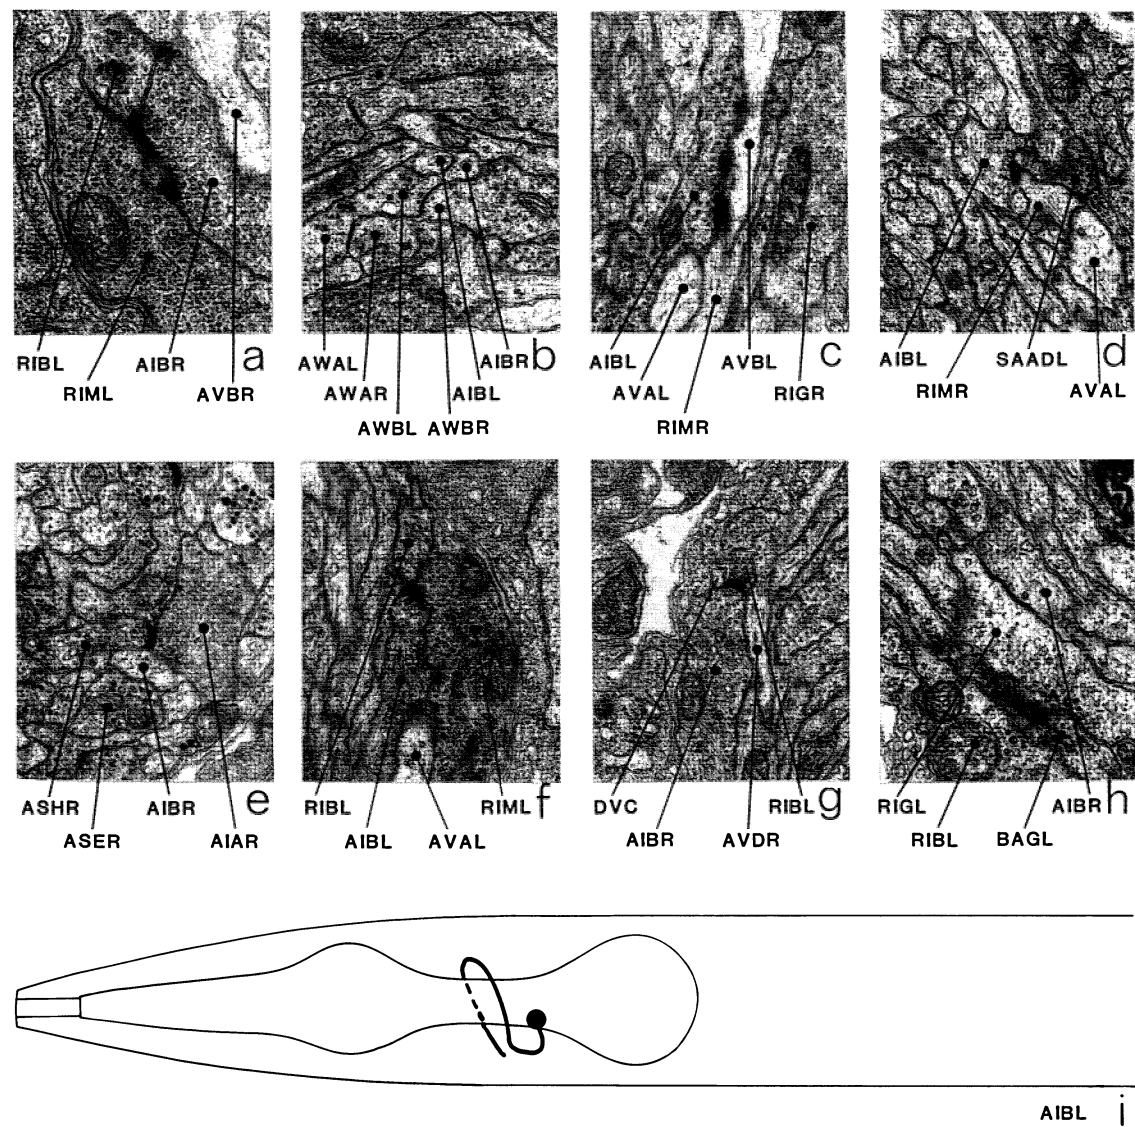 RIBL AIBR a
RIML AVBR
AWAL AIBR b
AWAR AIBL
AWBL AWBR
AIBL AVBL c
AVAL RIGR
RIMR
AIBL SAADL d
RIMR AVAL
ASHR AIBR e
ASER AIAR
RIBL RIML f
AIBL AVAL
DVC RIBL g
AIBR AVDR
RIGL AIBR h
RIBL BAGL
AIBL i